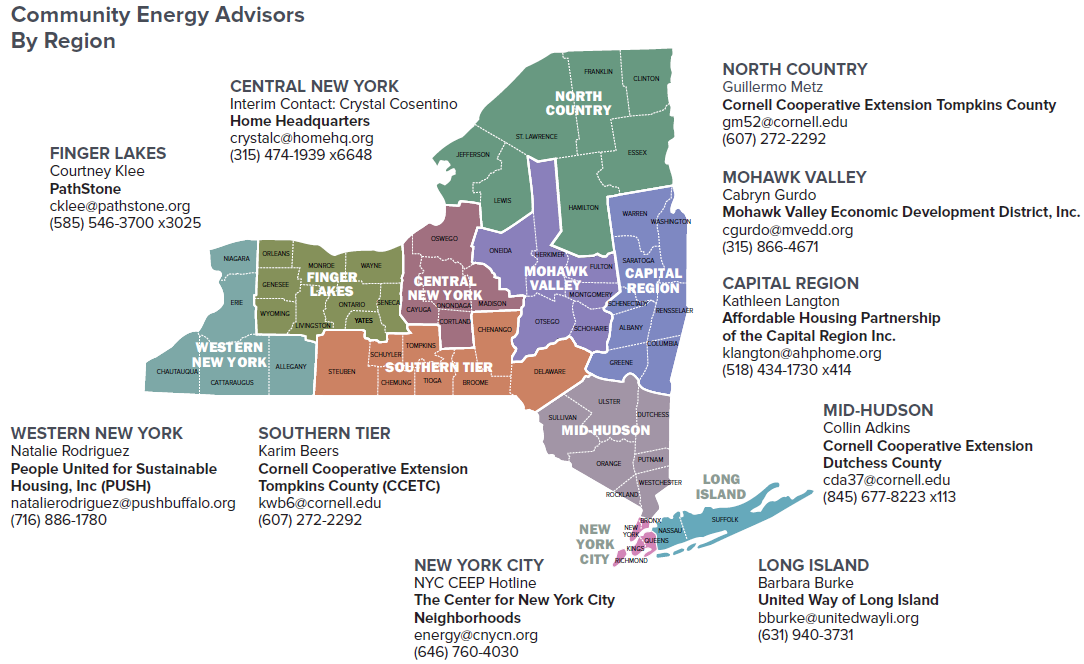 Community Energy Advisors
By Region
CENTRAL NEW YORK
Interim Contact: Crystal Cosentino
Home Headquarters
crystalc@homehq.org
(315) 474-1939 x6648
FINGER LAKES
Courtney Klee
PathStone
cklee@pathstone.org
(585) 546-3700 x3025
NORTH COUNTRY
Guillermo Metz
Cornell Cooperative Extension Tompkins County
gm52@cornell.edu
(607) 272-2292
MOHAWK VALLEY
Cabryn Gurdo
Mohawk Valley Economic Development District, Inc.
cgurdo@mvedd.org
(315) 866-4671
CAPITAL REGION
Kathleen Langton
Affordable Housing Partnership
of the Capital Region Inc.
klangton@ahphome.org
(518) 434-1730 x414
MID-HUDSON
Collin Adkins
Cornell Cooperative Extension
Dutchess County
cda37@cornell.edu
(845) 677-8223 x113
WESTERN NEW YORK
Natalie Rodriguez
People United for Sustainable
Housing, Inc (PUSH)
natalierodriguez@pushbuffalo.org
(716) 886-1780
SOUTHERN TIER
Karim Beers
Cornell Cooperative Extension
Tompkins County (CCETC)
kwb6@cornell.edu
(607) 272-2292
NEW YORK CITY
NYC CEEP Hotline
The Center for New York City
Neighborhoods
energy@cnycn.org
(646) 760-4030
LONG ISLAND
Barbara Burke
United Way of Long Island
bburke@unitedwayli.org
(631) 940-3731
FRANKLIN
CLINTON
NORTH
COUNTRY
ST. LAWRENCE
ESSEX
JEFFERSON
LEWIS
HAMILTON
WARREN
WASHINGTON
OSWEGO
ONEIDA
HERKIMER
FULTON
SARATOGA
MOHAWK
VALLEY
MONTGOMERY
CAPITAL
REGION
SCHENECTADY
RENSSELAER
OTSEGO
SCHOHARIE
ALBANY
COLUMBIA
GREENE
NIAGARA
ORLEANS
MONROE
WAYNE
GENESEE
FINGER
LAKES
ERIE
WYOMING
LIVINGSTON
ONTARIO
SENECA
YATES
CENTRAL
NEW YORK
CAYUGA
ONONDAGA
MADISON
CORTLAND
CHENANGO
WESTERN
NEW YORK
CHAUTAUQUA
CATTARAUGUS
ALLEGANY
STEUBEN
SCHUYLER
TOMPKINS
SOUTHERN TIER
CHEMUNG
TIOGA
BROOME
DELAWARE
ULSTER
DUTCHESS
SULLIVAN
MID-HUDSON
ORANGE
PUTNAM
WESTCHESTER
ROCKLAND
LONG
ISLAND
SUFFOLK
NASSAU
NEW
YORK
CITY
BRONX
NEW
YORK
QUEENS
KINGS
RICHMOND